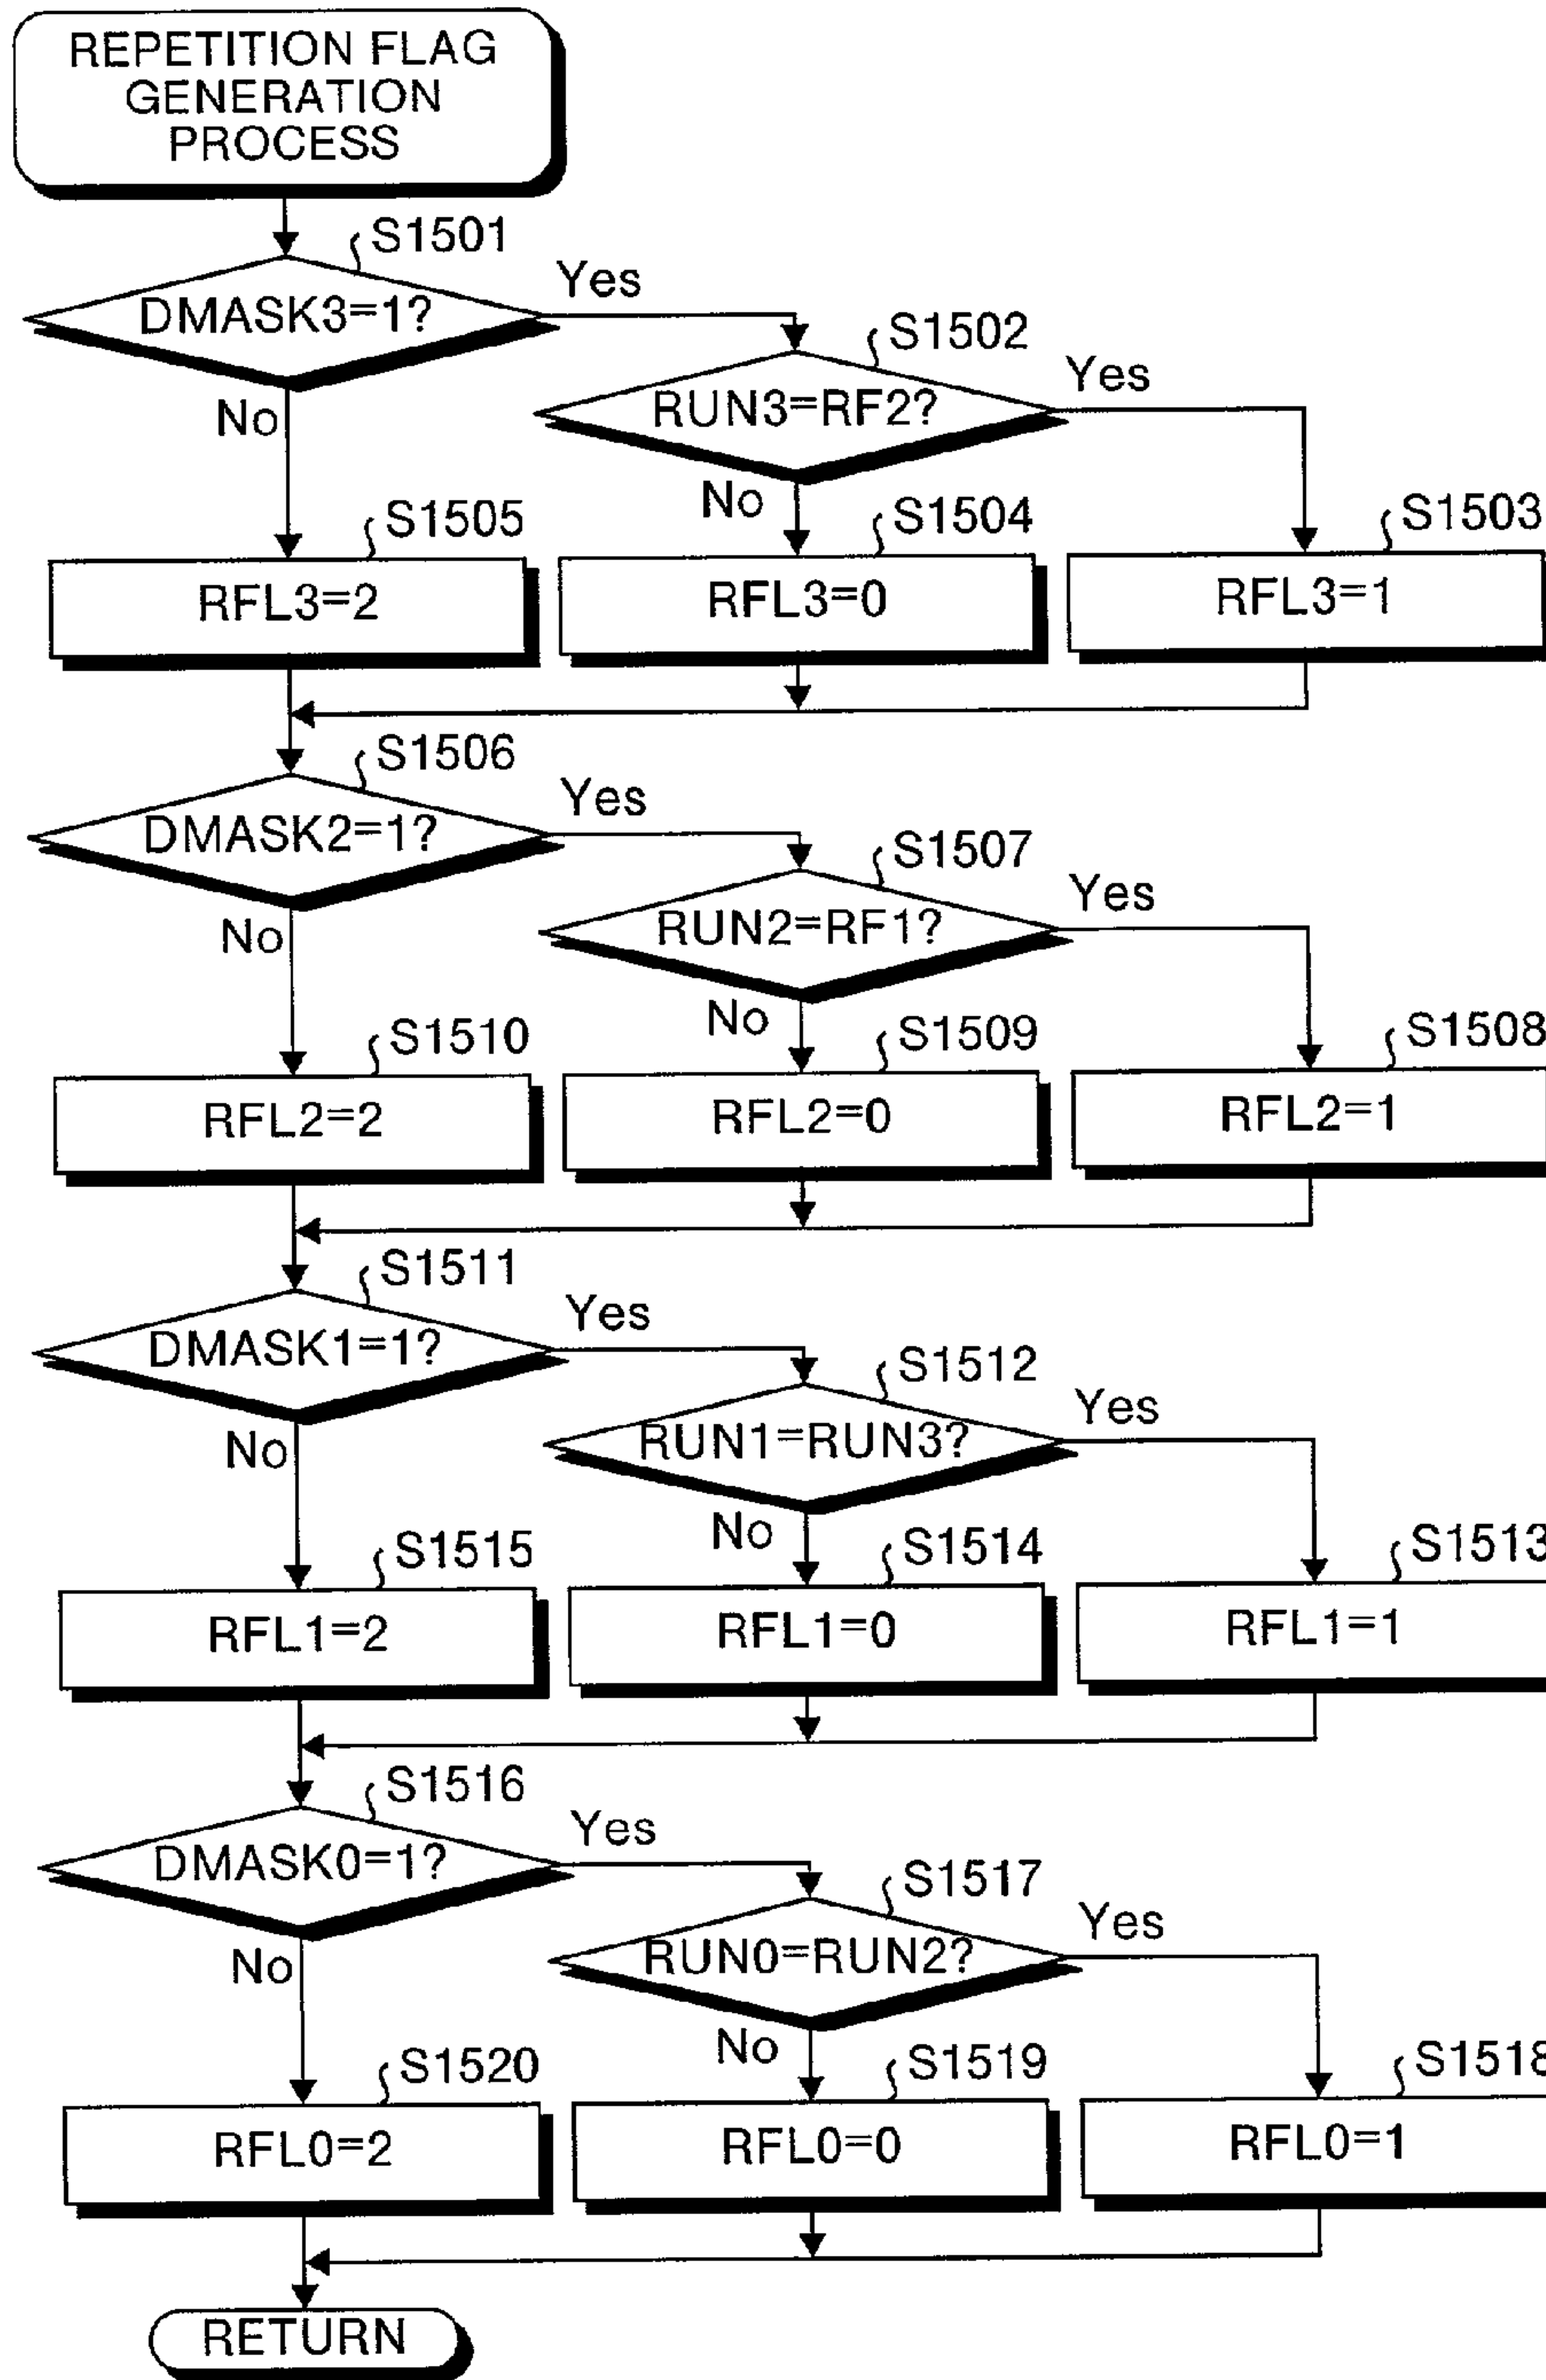 REPETITION FLAG
GENERATION
PROCESS
S1501
DMASK3=1?
Yes
S1502
RUN3=RF2?
Yes
No
No
S1505
S1504
S1503
RFL3=2
RFL3=0
RFL3=1
S1506
DMASK2=1?
Yes
S1507
RUN2=RF1?
Yes
No
No
S1510
S1509
S1508
RFL2=2
RFL2=0
RFL2=1
S1511
DMASK1=1?
Yes
S1512
RUN1=RUN3?
Yes
No
No
S1515
S1514
S1513
RFL1=2
RFL1=0
RFL1=1
S1516
DMASK0=1?
Yes
S1517
RUN0=RUN2?
Yes
No
No
S1520
S1519
S1518
RFL0=2
RFL0=0
RFL0=1
RETURN